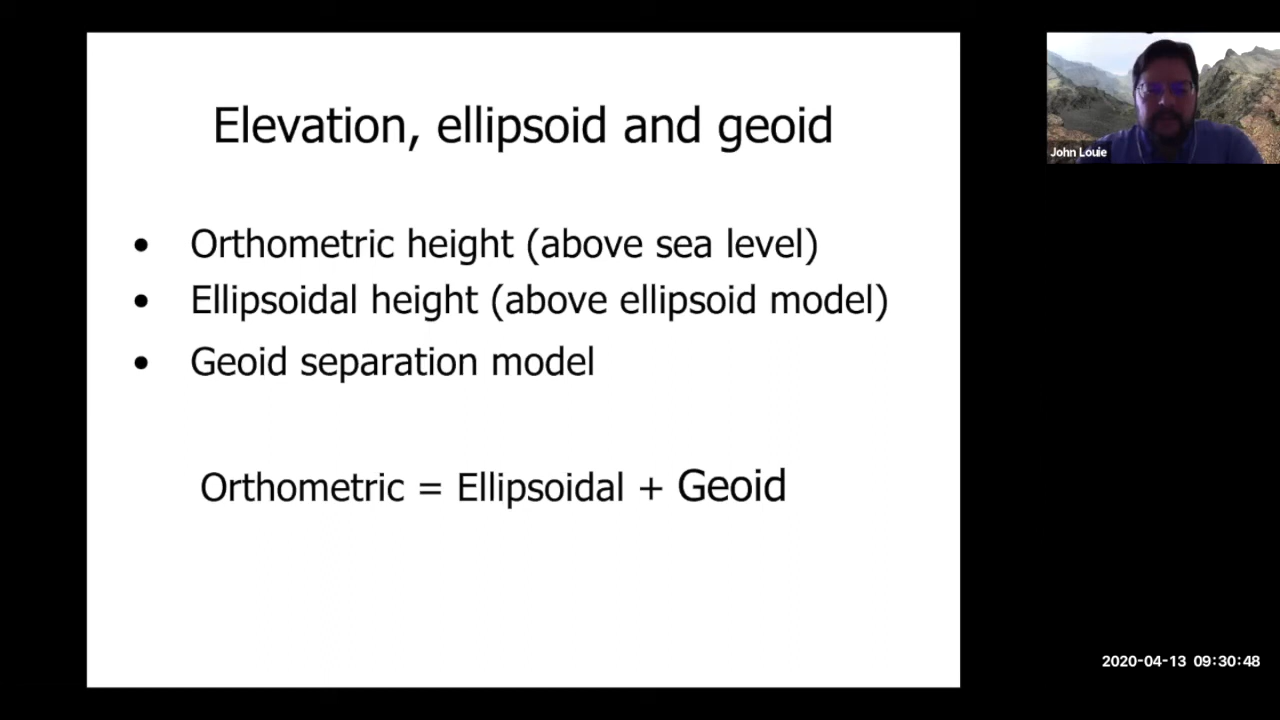 Elevation, ellipsoid and geoid
• Orthometric height (above sea level)
• Ellipsoidal height (above ellipsoid model)
• Geoid separation model
Orthometric = Ellipsoidal + Geoid
John Louie
2020-04-13 09:30:48